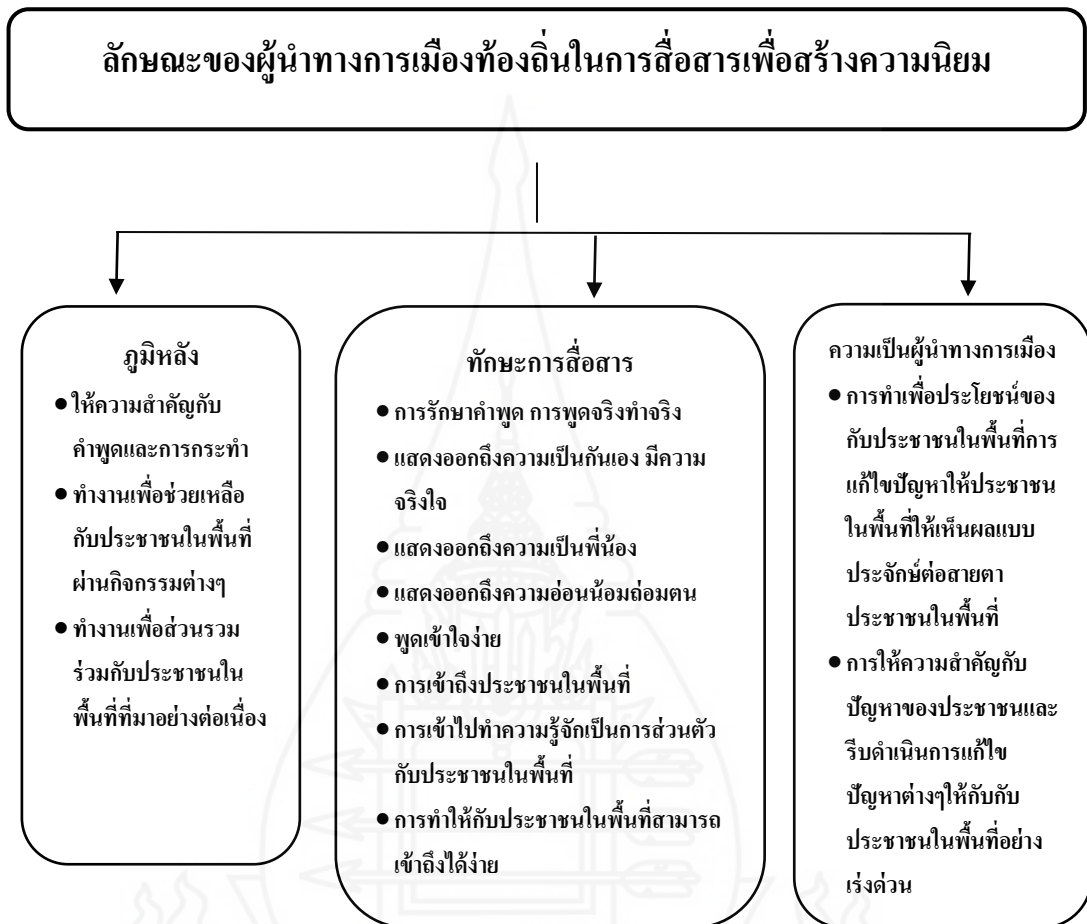 ลักษณะของผู้นำทางการเมืองท้องถิ่นในการสื่อสารเพื่อสร้างความนิยม
ภูมิหลัง
● ให้ความสำคัญกับ
คำพูดและการกระทำ
● ทำงานเพื่อช่วยเหลือ
กับประชาชนในพื้นที่
ผ่านกิจกรรมต่างๆ
● ทำงานเพื่อส่วนรวม
ร่วมกับประชาชนใน
พื้นที่ที่มาอย่างต่อเนื่อง
ทักษะการสื่อสาร
● การรักษาคำพูด การพูดจริงทำจริง
● แสดงออกถึงความเป็นกันเอง มีความ
จริงใจ
● แสดงออกถึงความเป็นพี่น้อง
● แสดงออกถึงความอ่อนน้อมถ่อมตน
● พูดเข้าใจง่าย
● การเข้าถึงประชาชนในพื้นที่
● การเข้าไปทำความรู้จักเป็นการส่วนตัว
กับประชาชนในพื้นที่
● การทำให้กับประชาชนในพื้นที่สามารถ
เข้าถึงได้ง่าย
ความเป็นผู้นำทางการเมือง
● การทำเพื่อประโยชน์ของ
กับประชาชนในพื้นที่การ
แก้ไขปัญหาให้ประชาชน
ในพื้นที่ให้เห็นผลแบบ
ประจักษ์ต่อสายตา
ประชาชนในพื้นที่
● การให้ความสำคัญกับ
ปัญหาของประชาชนและ
รีบดำเนินการแก้ไข
ปัญหาต่างๆให้กับกับ
ประชาชนในพื้นที่อย่าง
เร่งด่วน